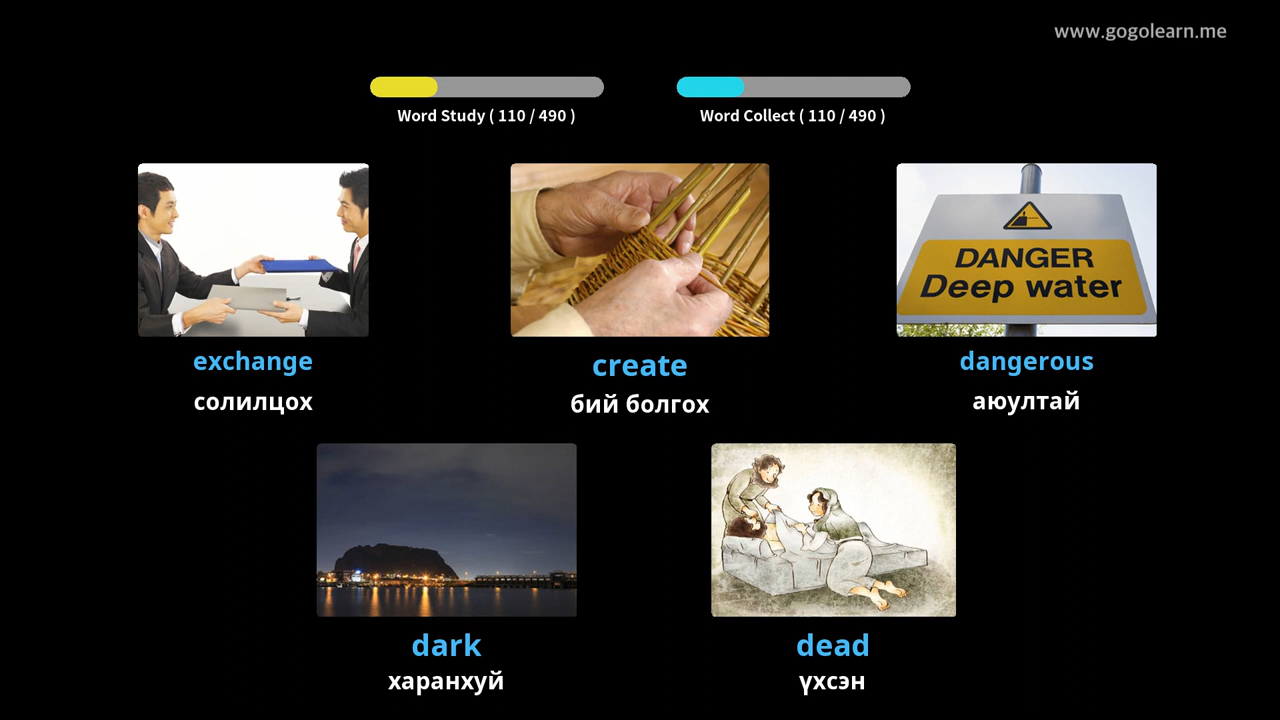 www.gogolearn.me
Word Study ( 110 / 490 )
Word Collect ( 110 / 490 )
DANGER
Deep water
exchange
create
dangerous
солилцох
бий болгох
аюултай
dark
dead
харанхуй
үхсэн